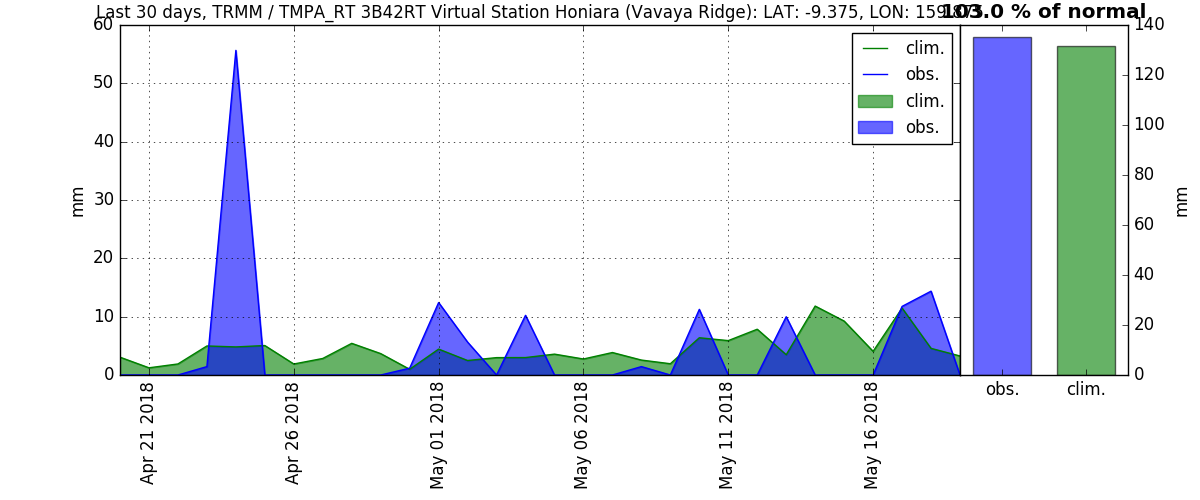 Last 30 days, TRMM / TMPA_RT 3B42RT Virtual Station Honiara (Vavaya Ridge): LAT: -9.375, LON:
103.0 % of normal
60
50
40
30
20
10
0
mm
clim.
obs.
clim.
obs.
140
120
100
80
60
40
20
0
mm
Apr 21 2018
Apr 26 2018
May 01 2018
May 06 2018
May 11 2018
May 16 2018
obs.
clim.